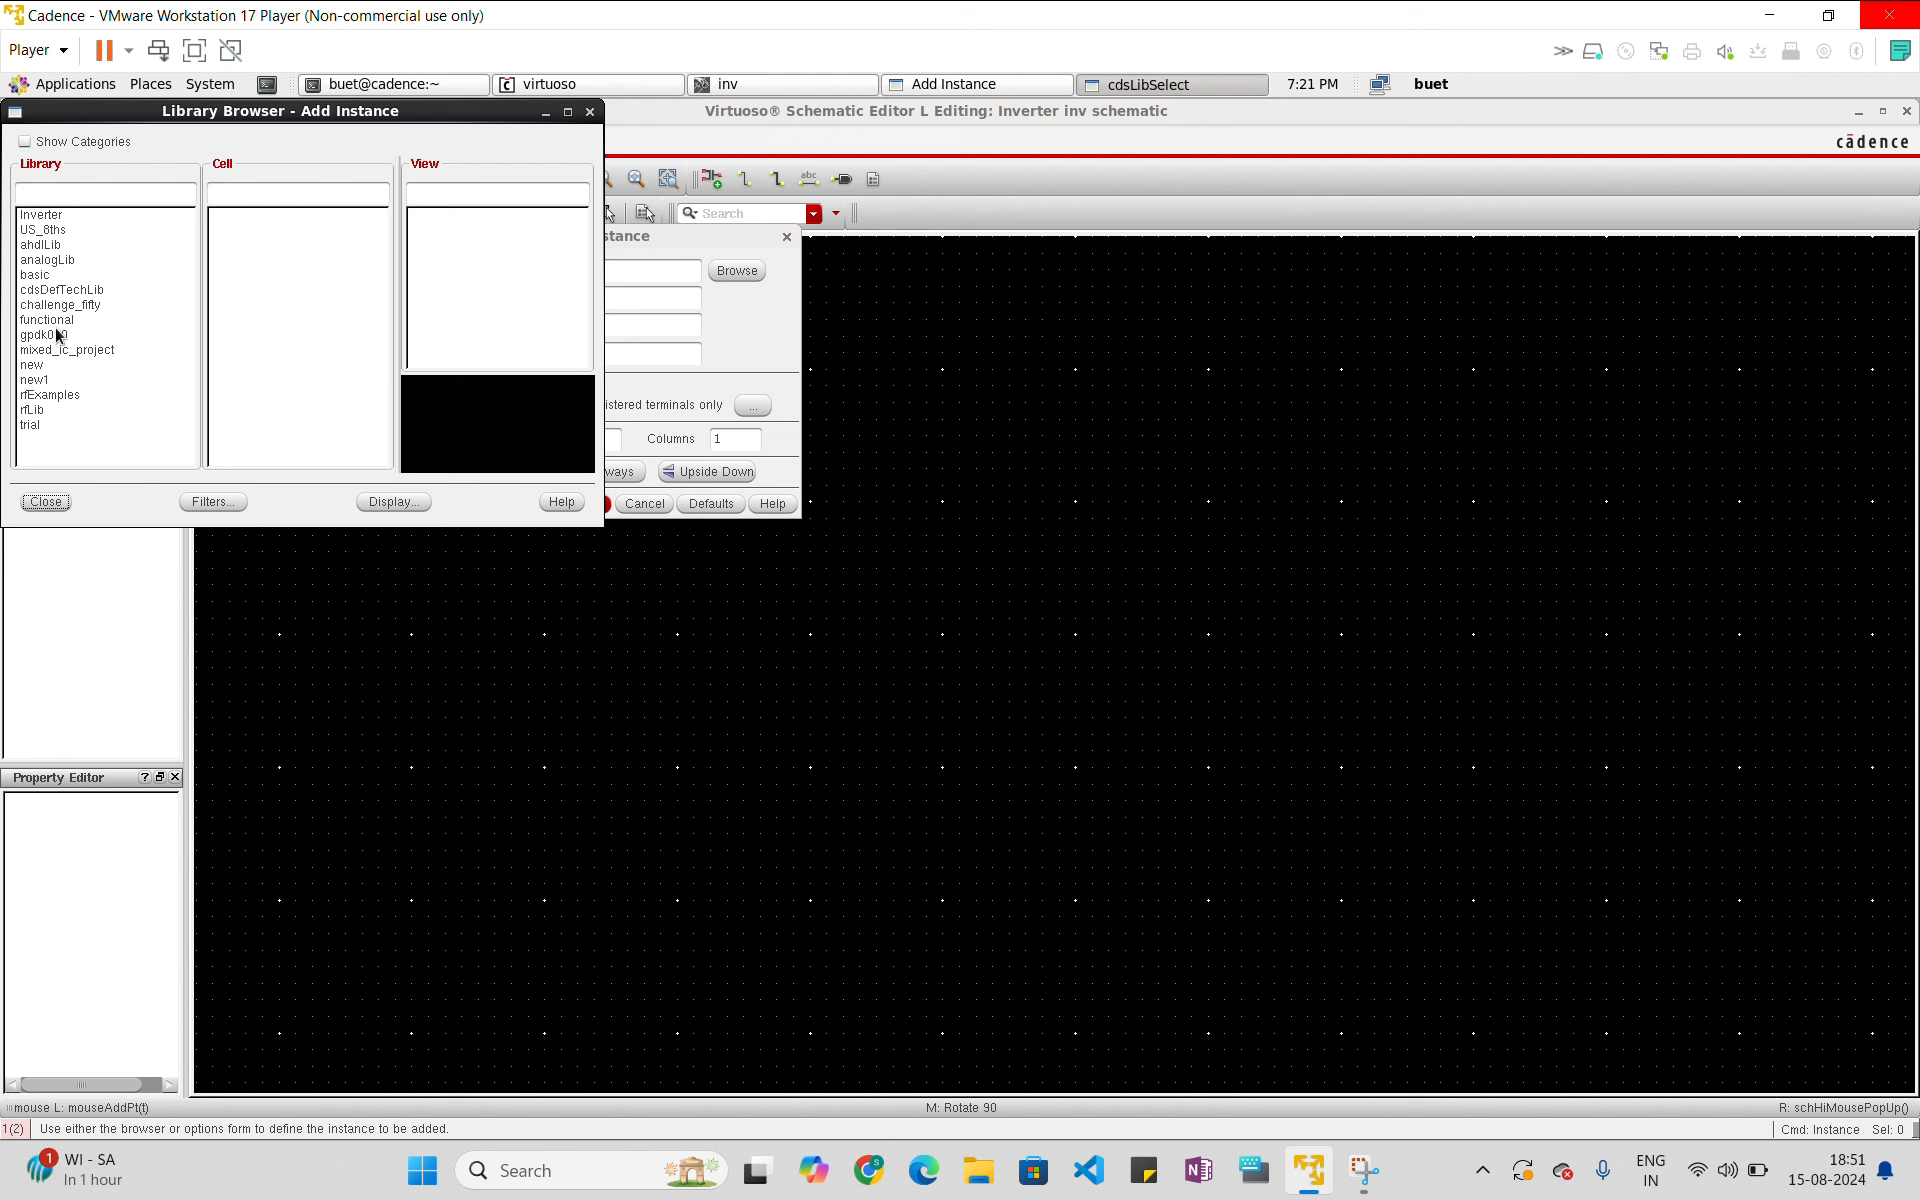 Cadence - VMware Workstation 17 Player (Non-commercial use only)
Player
Applications Places System buet@cadence:~ virtuoso inv Add Instance cdsLibSelect 7:21 PM buet
Library Browser - Add Instance
Virtuoso® Schematic Editor L Editing: Inverter inv schematic
Show Categories
cādence
Library Cell View
abc
Search
Inverter
US_8ths
ahdlLib
analogLib
basic
cdsDefTechLib
challenge_fifty
functional
mixed_ic_project
new
new1
rfExamples
rfLib
trial
Close Filters... Display... Help
stance
Browse
istered terminals only ...
Columns 1
ways Upside Down
Cancel Defaults Help
Property Editor ?
mouse L: mouseAddPt(t) M: Rotate 90 R: schHiMousePopUp()
1(2) Use either the browser or options form to define the instance to be added. Cmd: Instance Sel: 0
1 WI - SA
In 1 hour
Search
S
N
ENG
IN
18:51
15-08-2024